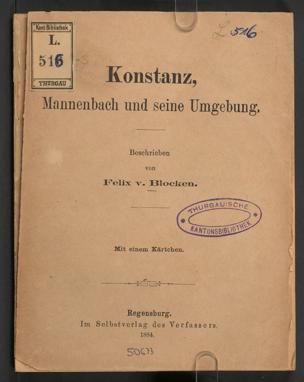 Kant. Bibliothek
L.
516
THURGAU
L 516
Konstanz,
Mannenbach und seine Umgebung.
Beschrieben
von
Felix v. Blocken.
THURGAUISCHE
KANTONSBIBLIOTHEK
Mit einem Kärtchen.
Regensburg.
Im Selbstverlag des Verfassers.
1884.
50673